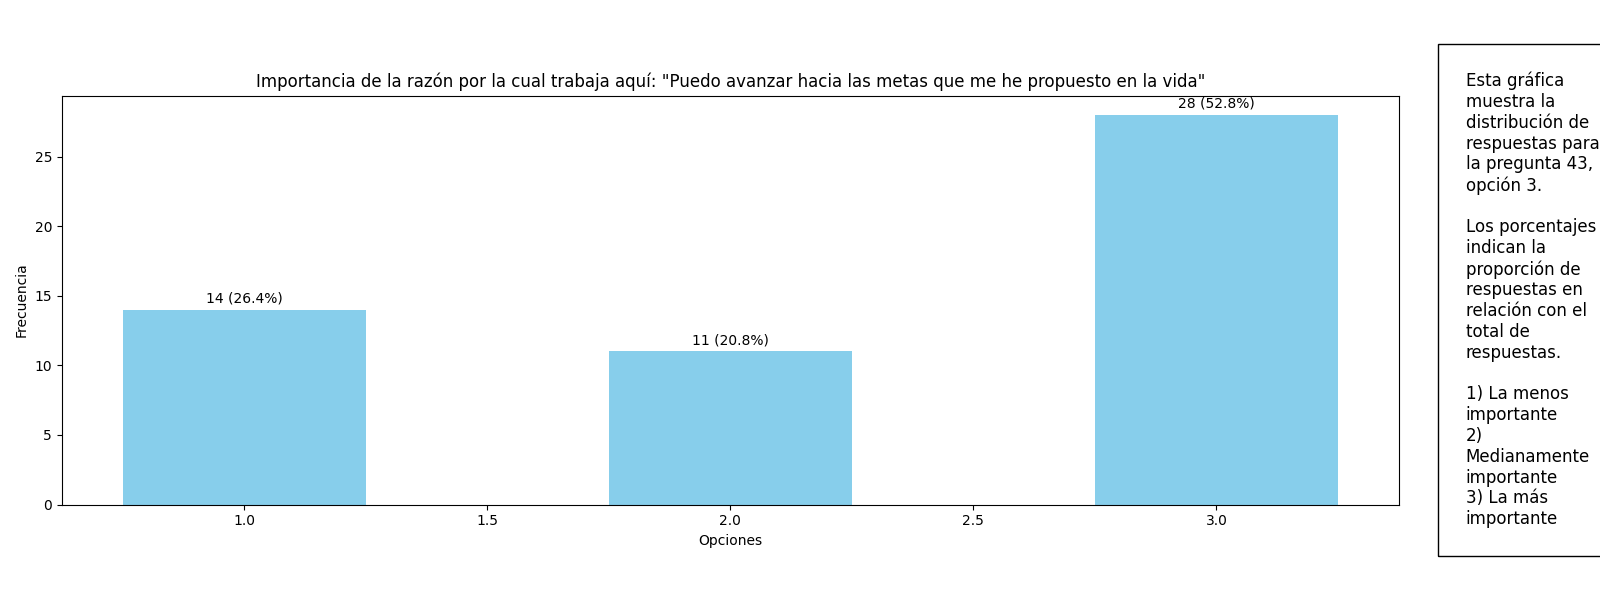 Importancia de la razón por la cual trabaja aquí: "Puedo avanzar hacia las metas que me he propuesto en la vida"
28 (52.8%)
14 (26.4%)
11 (20.8%)
Frecuencia
25
20
15
10
5
0
1.0
1.5
2.0
2.5
3.0
Opciones
Esta gráfica
muestra la
distribución de
respuestas para
la pregunta 43,
opción 3.
Los porcentajes
indican la
proporción de
respuestas en
relación con el
total de
respuestas.
1) La menos
importante
2)
Medianamente
importante
3) La más
importante